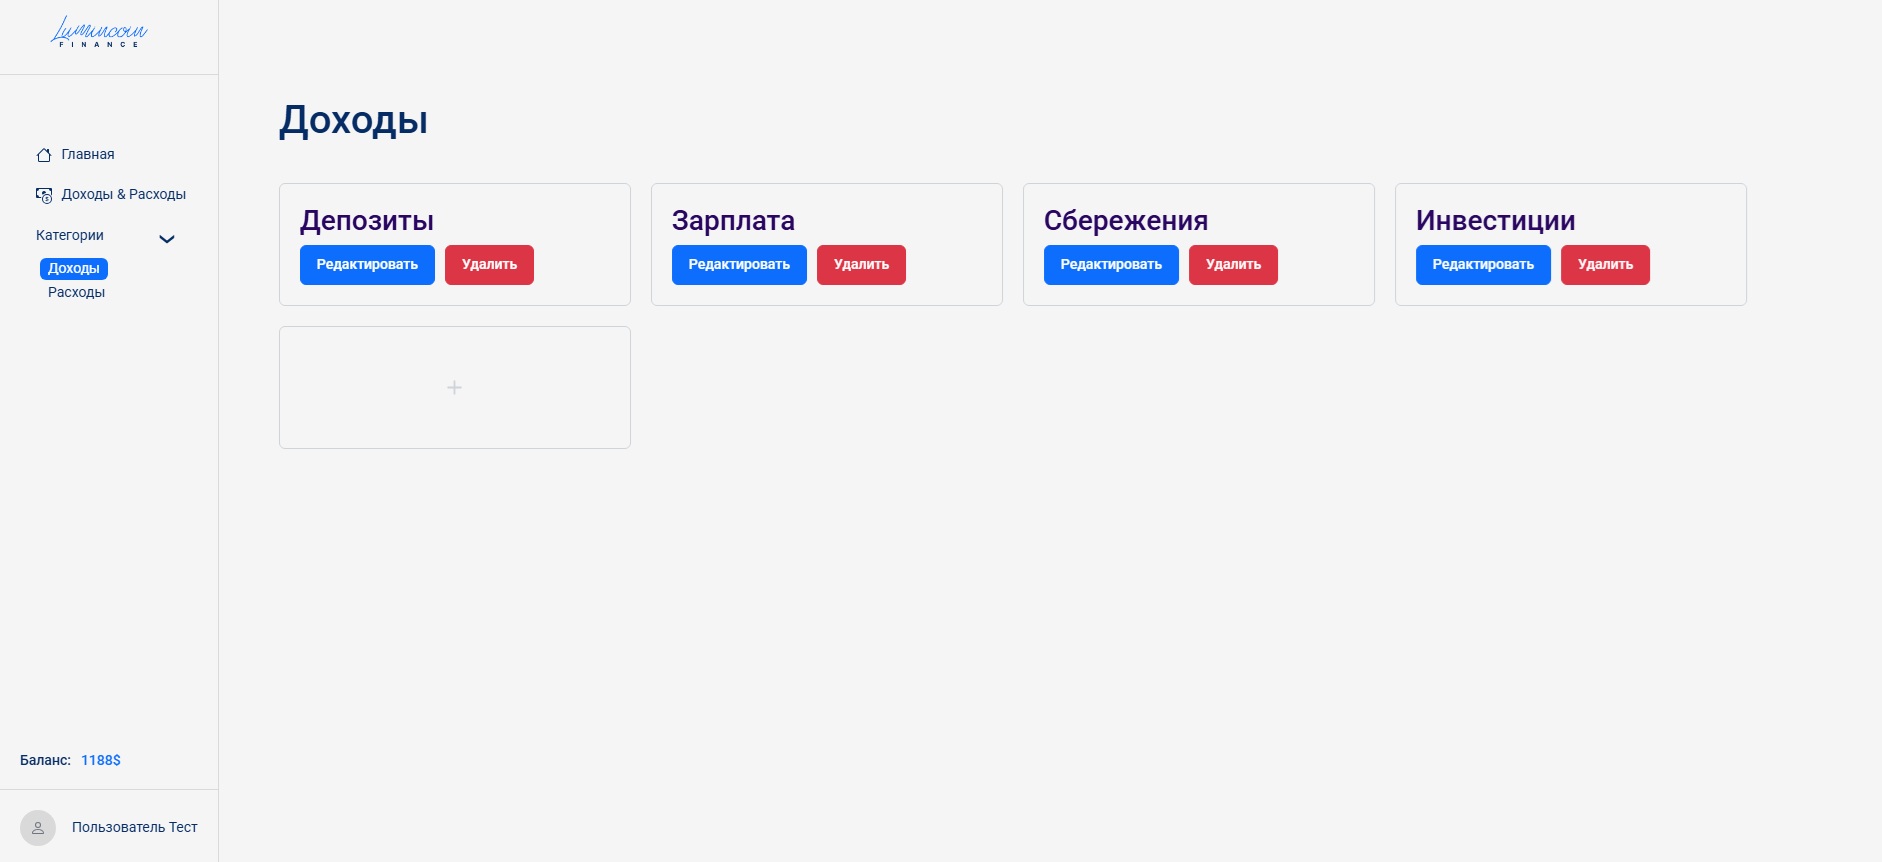 Lumincoin
FINANCE
Главная
Доходы & Расходы
Категории
Доходы
Расходы
Баланс: 1188$
Пользователь Тест
Доходы
Депозиты
Редактировать Удалить
Зарплата
Редактировать Удалить
Сбережения
Редактировать Удалить
Инвестиции
Редактировать Удалить
+